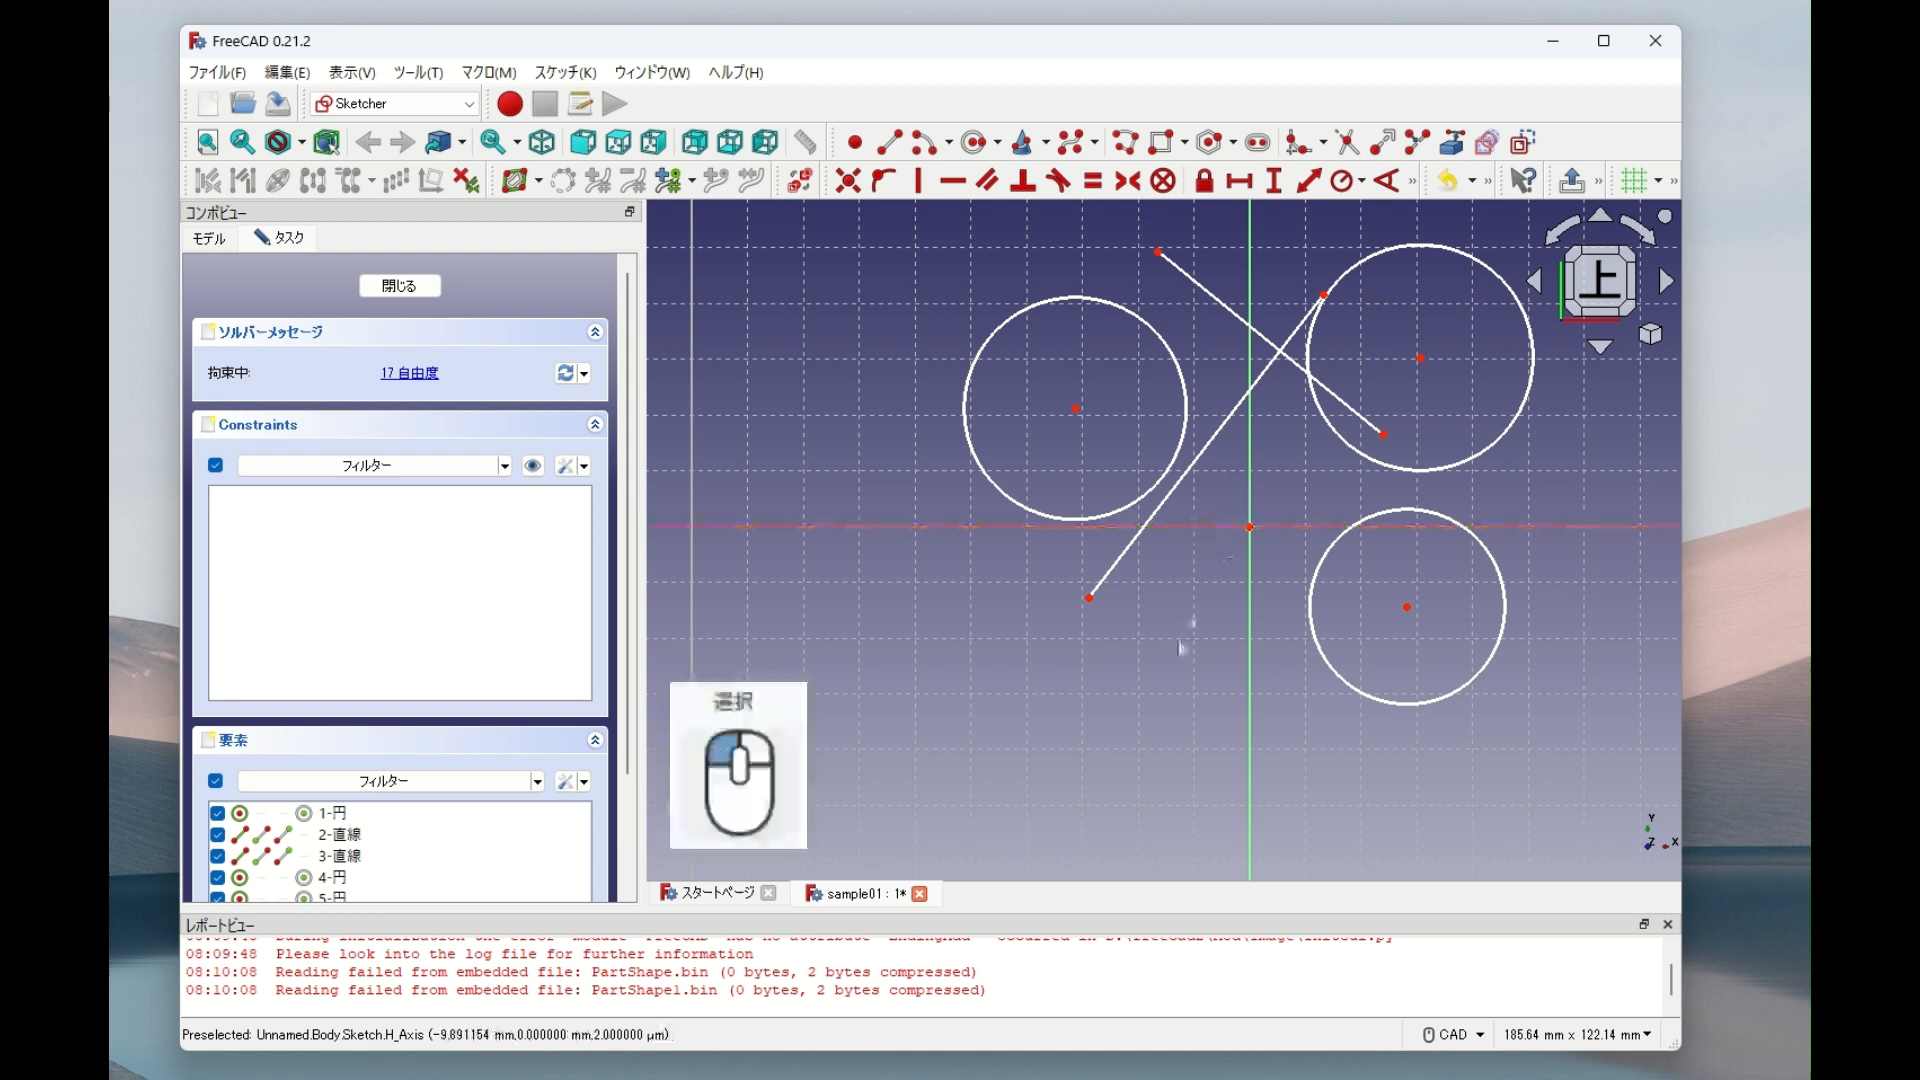 FreeCAD 0.21.2
ファイル(F) 編集(E) 表示(V) ツール(T) マクロ(M) スケッチ(K) ウィンドウ(W) ヘルプ(H)
Sketcher
コンボビュー
モデル タスク
閉じる
ソルバーメッセージ
拘束中: 17 自由度
Constraints
フィルター
要素
フィルター
1-円
2-直線
3-直線
4-円
5-円
上
選択
Y
Z X
スタートページ sample01 : 1*
レポートビュー
08:09:48 Please look into the log file for further information
08:10:08 Reading failed from embedded file: PartShape.bin (0 bytes, 2 bytes compressed)
08:10:08 Reading failed from embedded file: PartShape1.bin (0 bytes, 2 bytes compressed)
Preselected: Unnamed.Body.Sketch.H_Axis (-9.891154 mm,0.000000 mm,2.000000 μm) CAD 185.64 mm x 122.14 mm